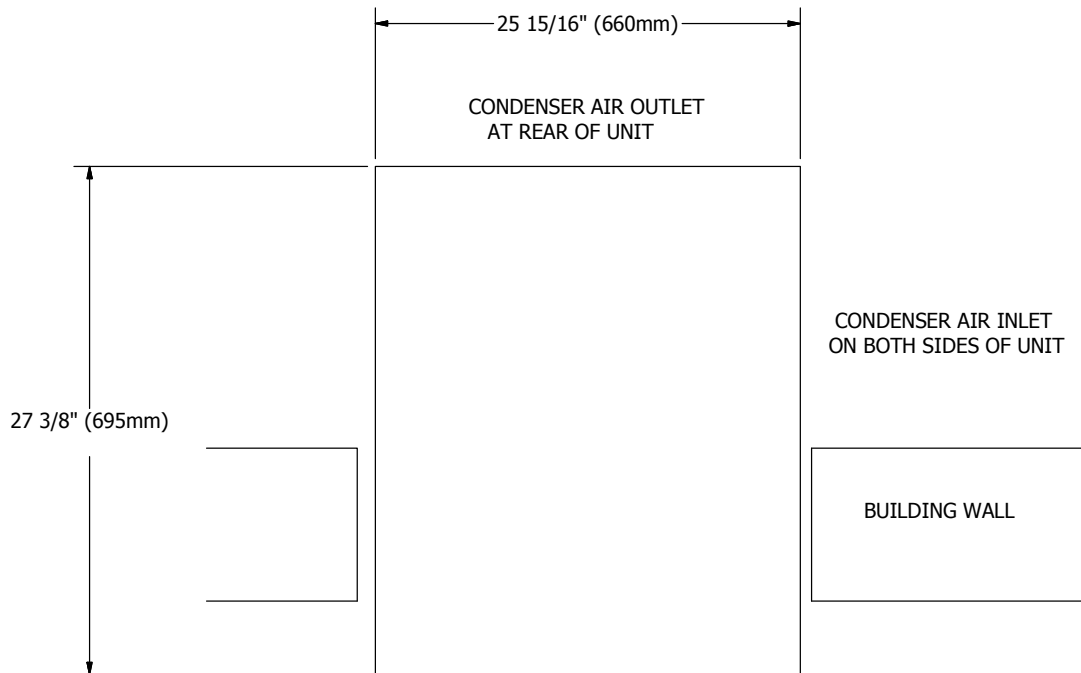 25 15/16" (660mm)
CONDENSER AIR OUTLET
AT REAR OF UNIT
CONDENSER AIR INLET
ON BOTH SIDES OF UNIT
27 3/8" (695mm)
BUILDING WALL